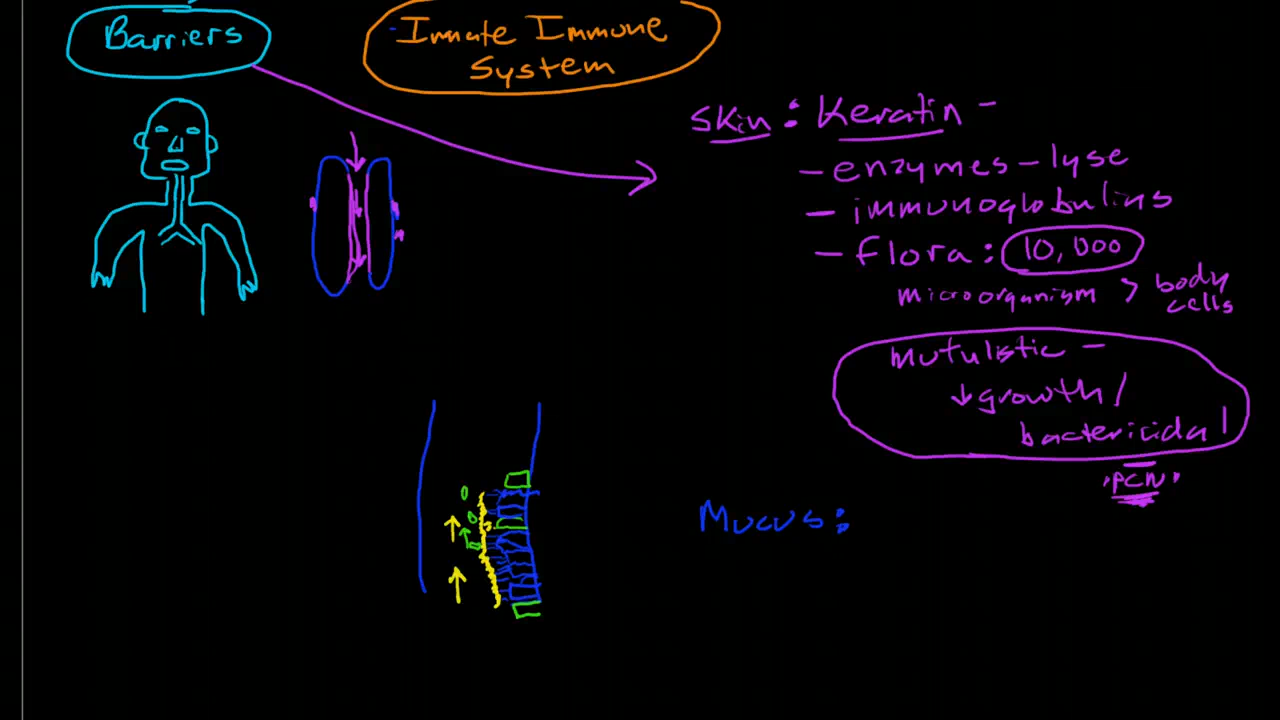 Barriers
Innate Immune
System
Skin: Keratin -
- enzymes - lyse
- immunoglobulins
- flora: 10,000
microorganism > body
cells
mutulistic -
↓ growth /
bactericidal
PCN
Mucus: